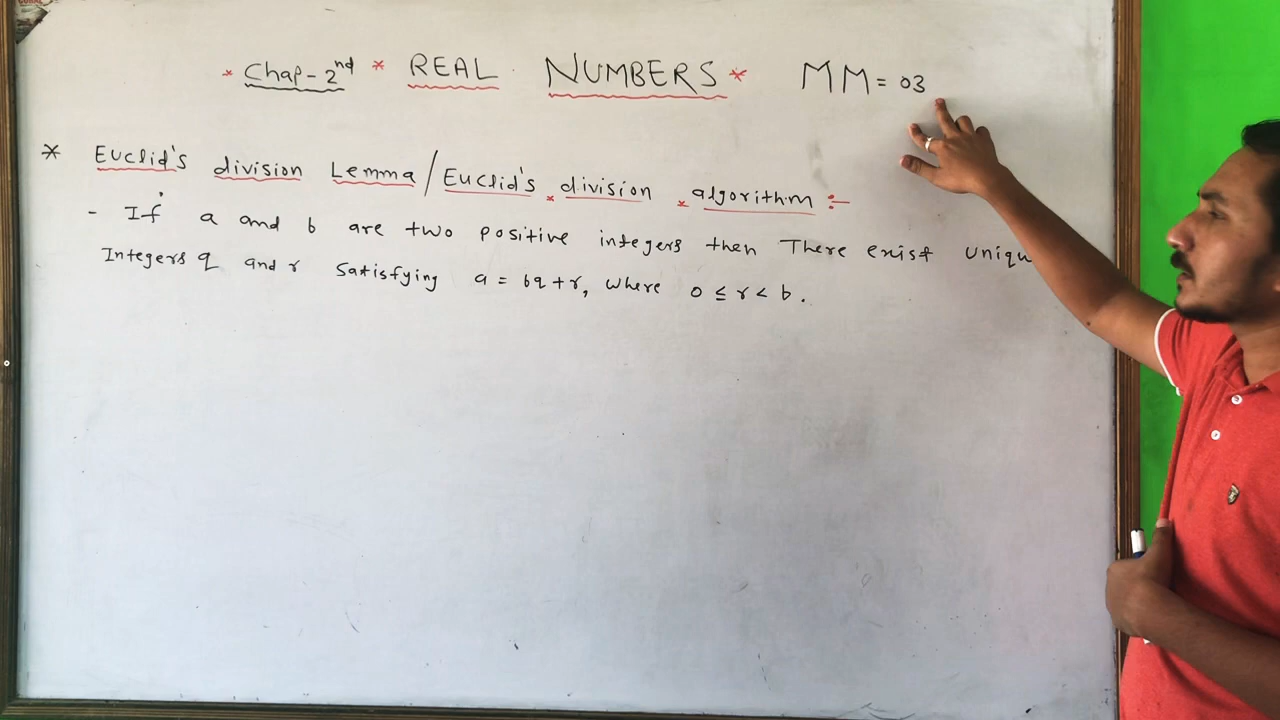 * Chap-2nd * REAL NUMBERS * MM = 03
* Euclid's division Lemma/Euclid's division algorithm :-
- If a and b are two positive integers then There exist uniqu
Integers q and r Satisfying a = bq + r, where 0 ≤ r < b.